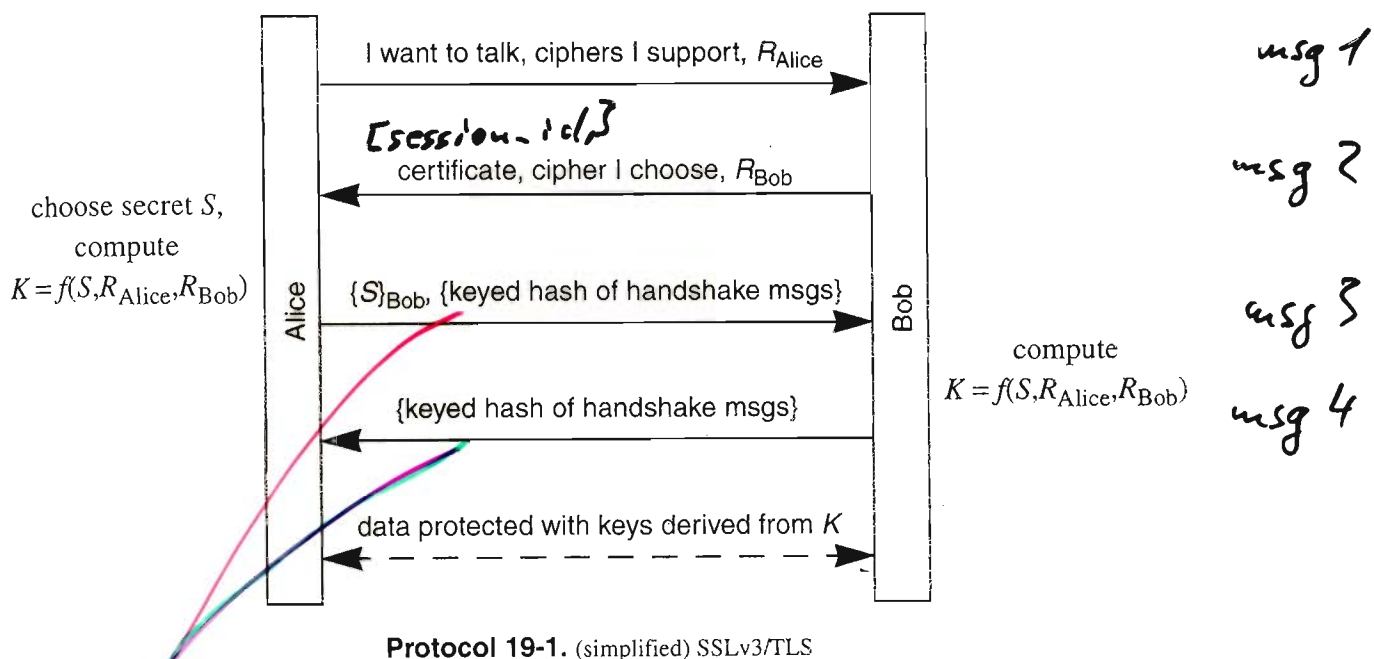 I want to talk, ciphers I support, R_Alice
msg 1
[session_id,}
certificate, cipher I choose, R_Bob
msg 2
choose secret S,
compute
K = f(S,R_Alice,R_Bob)
Alice
{S}_Bob, {keyed hash of handshake msgs}
Bob
msg 3
compute
K = f(S,R_Alice,R_Bob)
{keyed hash of handshake msgs}
msg 4
data protected with keys derived from K
Protocol 19-1. (simplified) SSLv3/TLS